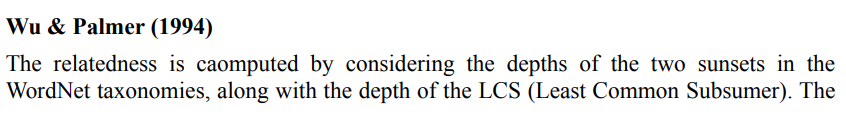 Wu & Palmer (1994)
The relatedness is caomputed by considering the depths of the two sunsets in the
WordNet taxonomies, along with the depth of the LCS (Least Common Subsumer). The